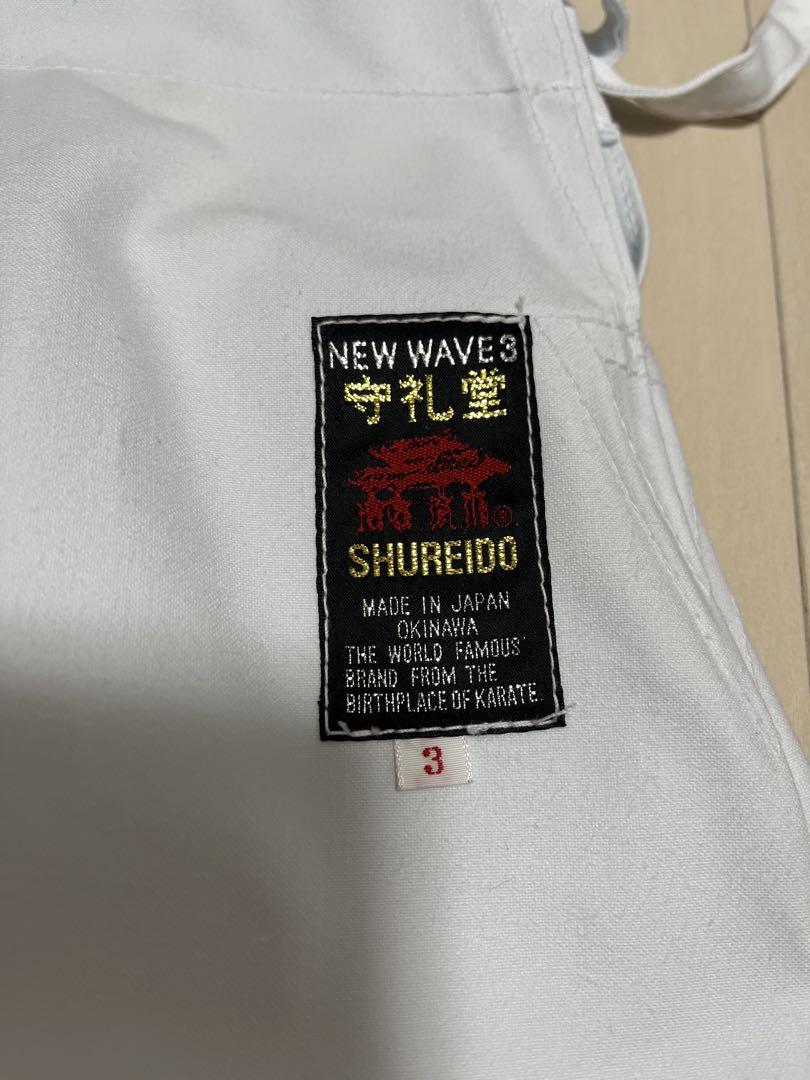 NEW WAVE 3
守礼堂
®
SHUREIDO
MADE IN JAPAN
OKINAWA
THE WORLD FAMOUS
BRAND FROM THE
BIRTHPLACE OF KARATE
3